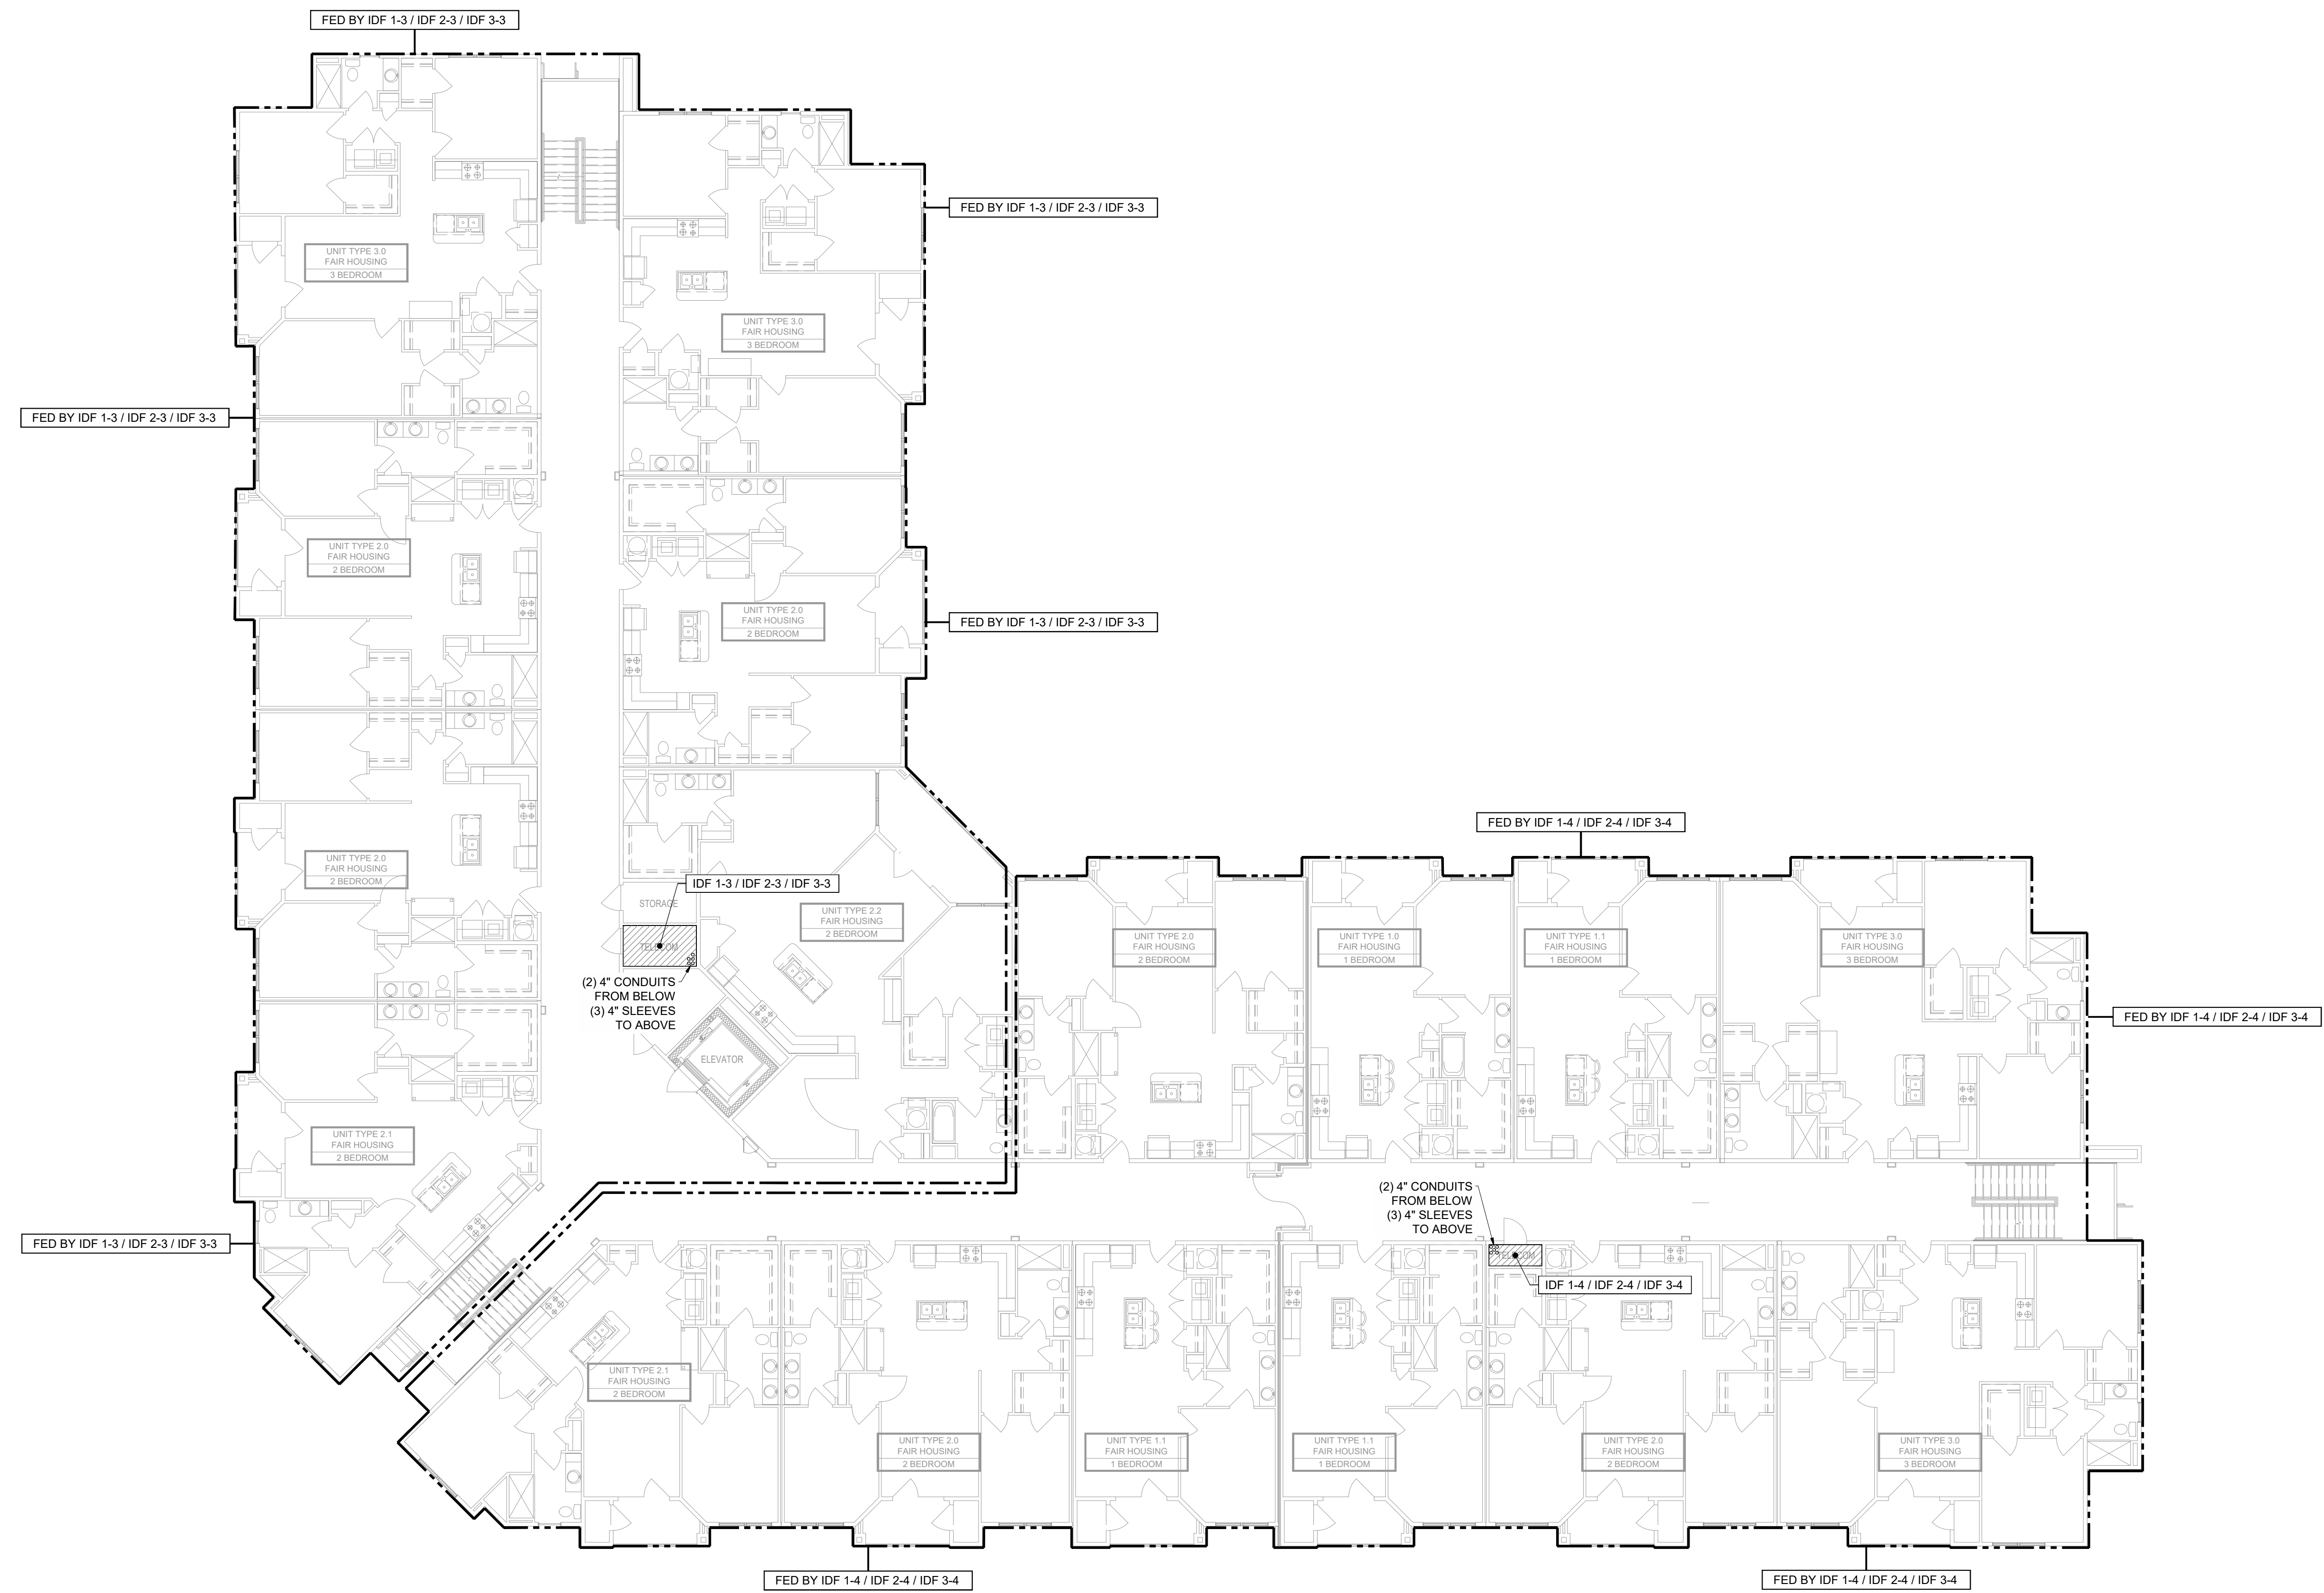 FED BY IDF 1-3 / IDF 2-3 / IDF 3-3
FED BY IDF 1-3 / IDF 2-3 / IDF 3-3
UNIT TYPE 3.0
FAIR HOUSING
3 BEDROOM
UNIT TYPE 3.0
FAIR HOUSING
3 BEDROOM
FED BY IDF 1-3 / IDF 2-3 / IDF 3-3
UNIT TYPE 2.0
FAIR HOUSING
2 BEDROOM
UNIT TYPE 2.0
FAIR HOUSING
2 BEDROOM
FED BY IDF 1-3 / IDF 2-3 / IDF 3-3
FED BY IDF 1-4 / IDF 2-4 / IDF 3-4
UNIT TYPE 2.0
FAIR HOUSING
2 BEDROOM
IDF 1-3 / IDF 2-3 / IDF 3-3
STORAGE
TELECOM
UNIT TYPE 2.2
FAIR HOUSING
2 BEDROOM
UNIT TYPE 2.0
FAIR HOUSING
2 BEDROOM
UNIT TYPE 1.0
FAIR HOUSING
1 BEDROOM
UNIT TYPE 1.1
FAIR HOUSING
1 BEDROOM
UNIT TYPE 3.0
FAIR HOUSING
3 BEDROOM
(2) 4" CONDUITS
FROM BELOW
(3) 4" SLEEVES
TO ABOVE
FED BY IDF 1-4 / IDF 2-4 / IDF 3-4
ELEVATOR
UNIT TYPE 2.1
FAIR HOUSING
2 BEDROOM
(2) 4" CONDUITS
FROM BELOW
(3) 4" SLEEVES
TO ABOVE
FED BY IDF 1-3 / IDF 2-3 / IDF 3-3
TELECOM
IDF 1-4 / IDF 2-4 / IDF 3-4
UNIT TYPE 2.1
FAIR HOUSING
2 BEDROOM
UNIT TYPE 2.0
FAIR HOUSING
2 BEDROOM
UNIT TYPE 1.1
FAIR HOUSING
1 BEDROOM
UNIT TYPE 1.1
FAIR HOUSING
1 BEDROOM
UNIT TYPE 2.0
FAIR HOUSING
2 BEDROOM
UNIT TYPE 3.0
FAIR HOUSING
3 BEDROOM
FED BY IDF 1-4 / IDF 2-4 / IDF 3-4
FED BY IDF 1-4 / IDF 2-4 / IDF 3-4